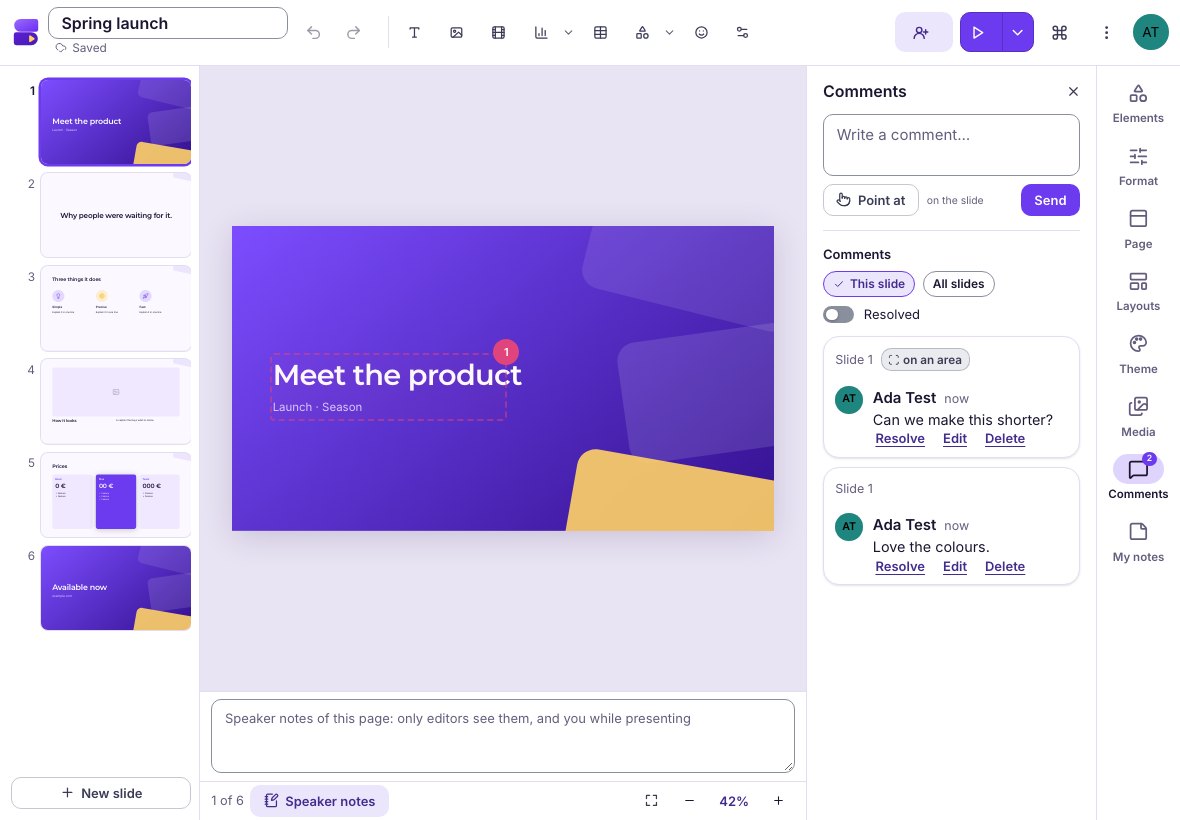 Spring launch
Saved
AT
1
Meet the product
Launch · Season
2
Why people were waiting for it.
3
Three things it does
Simple
4
How it looks
5
Prices
0 €
00 €
000 €
6
Available now
example.com
New slide
1
Meet the product
Launch · Season
Speaker notes of this page: only editors see them, and you while presenting
1 of 6
Speaker notes
42%
Comments
Write a comment...
Point at
on the slide
Send
Comments
This slide
All slides
Resolved
Slide 1
on an area
AT
Ada Test now
Can we make this shorter?
Resolve Edit Delete
Slide 1
AT
Ada Test now
Love the colours.
Resolve Edit Delete
Elements
Format
Page
Layouts
Theme
Media
2
Comments
My notes